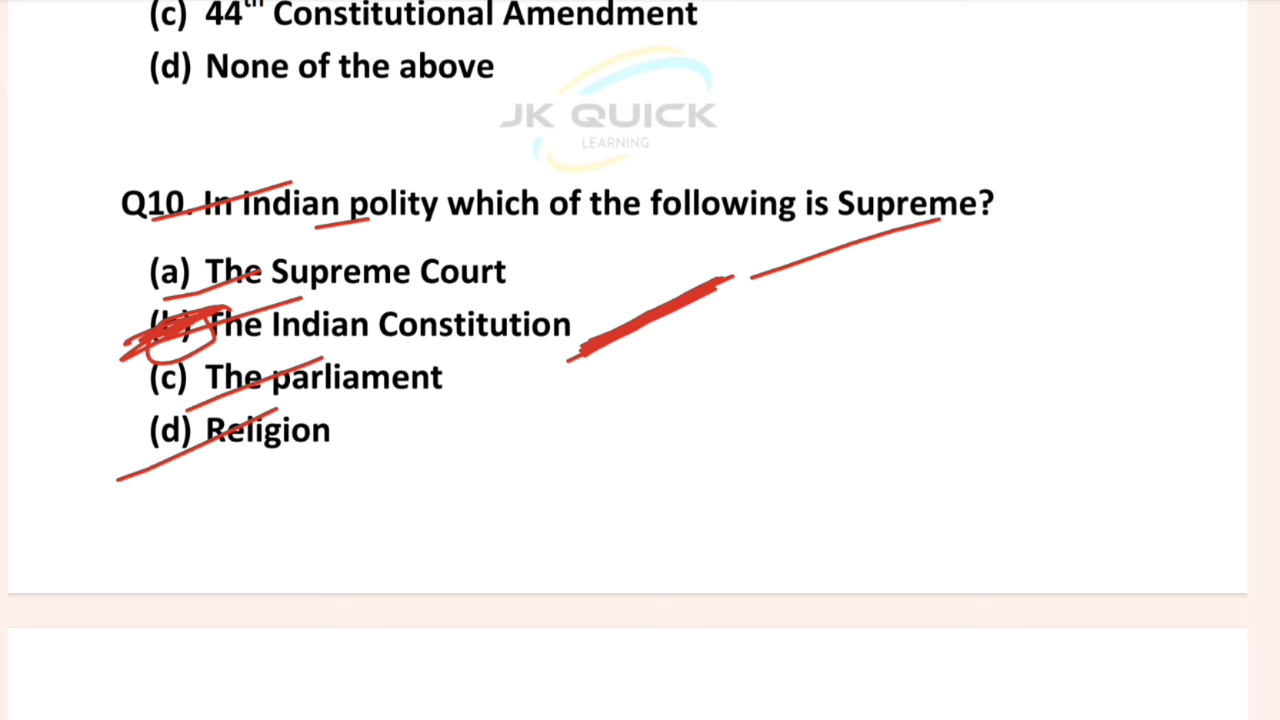 (c) 44th Constitutional Amendment
(d) None of the above
JK QUICK
LEARNING
Q10. In Indian polity which of the following is Supreme?
(a) The Supreme Court
(b) The Indian Constitution
(c) The parliament
(d) Religion